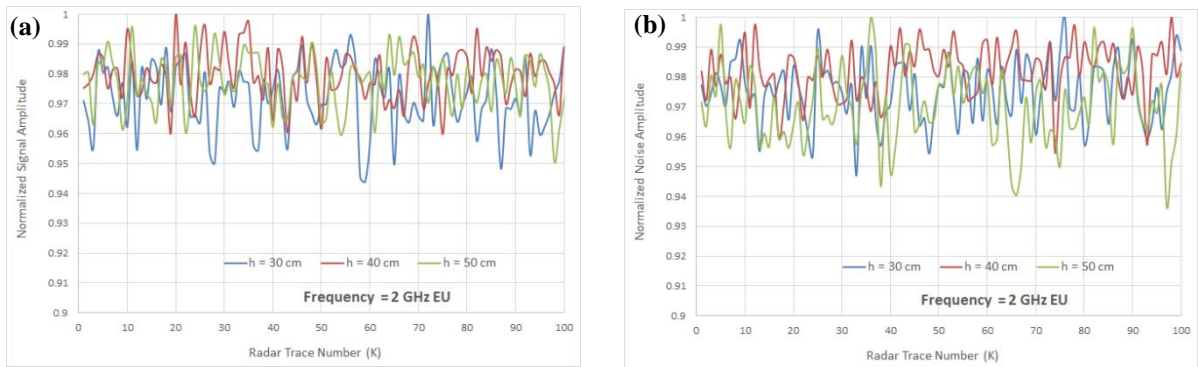 (a)
Normalized Signal Amplitude
1
0.99
0.98
0.97
0.96
0.95
0.94
0.93
0.92
0.91
0.9
h = 30 cm h = 40 cm h = 50 cm
Frequency = 2 GHz EU
0 10 20 30 40 50 60 70 80 90 100
Radar Trace Number (K)
(b)
Normalized Noise Amplitude
1
0.99
0.98
0.97
0.96
0.95
0.94
0.93
0.92
0.91
0.9
h = 30 cm h = 40 cm h = 50 cm
Frequency = 2 GHz EU
0 10 20 30 40 50 60 70 80 90 100
Radar Trace Number (K)